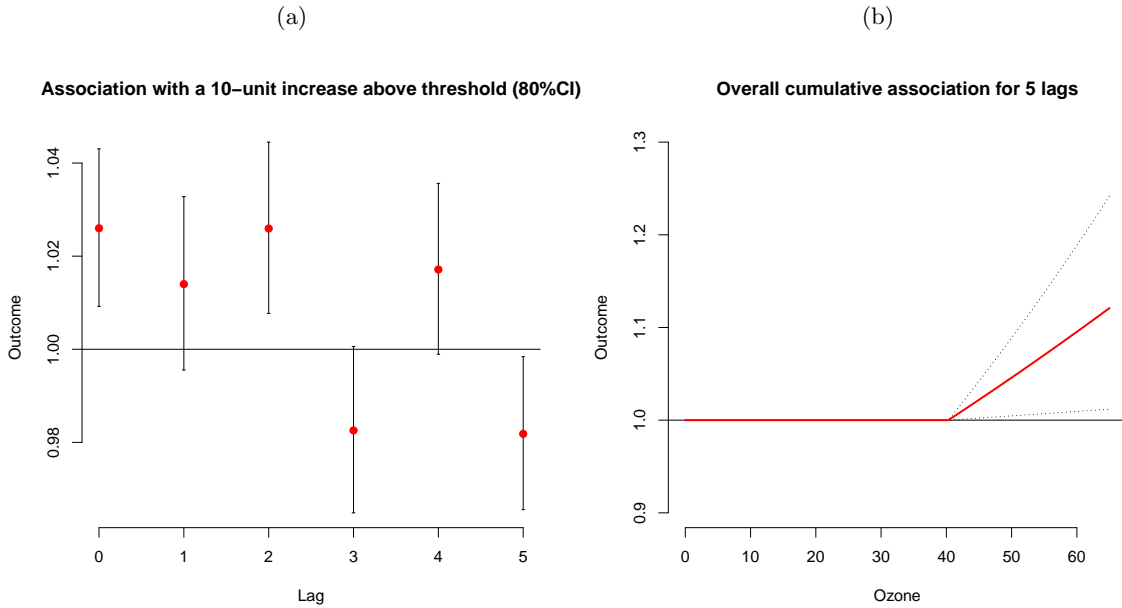 (a)
Association with a 10−unit increase above threshold (80%CI)
Outcome
1.04
1.02
1.00
0.98
0 1 2 3 4 5
Lag
(b)
Overall cumulative association for 5 lags
Outcome
1.3
1.2
1.1
1.0
0.9
0 10 20 30 40 50 60
Ozone